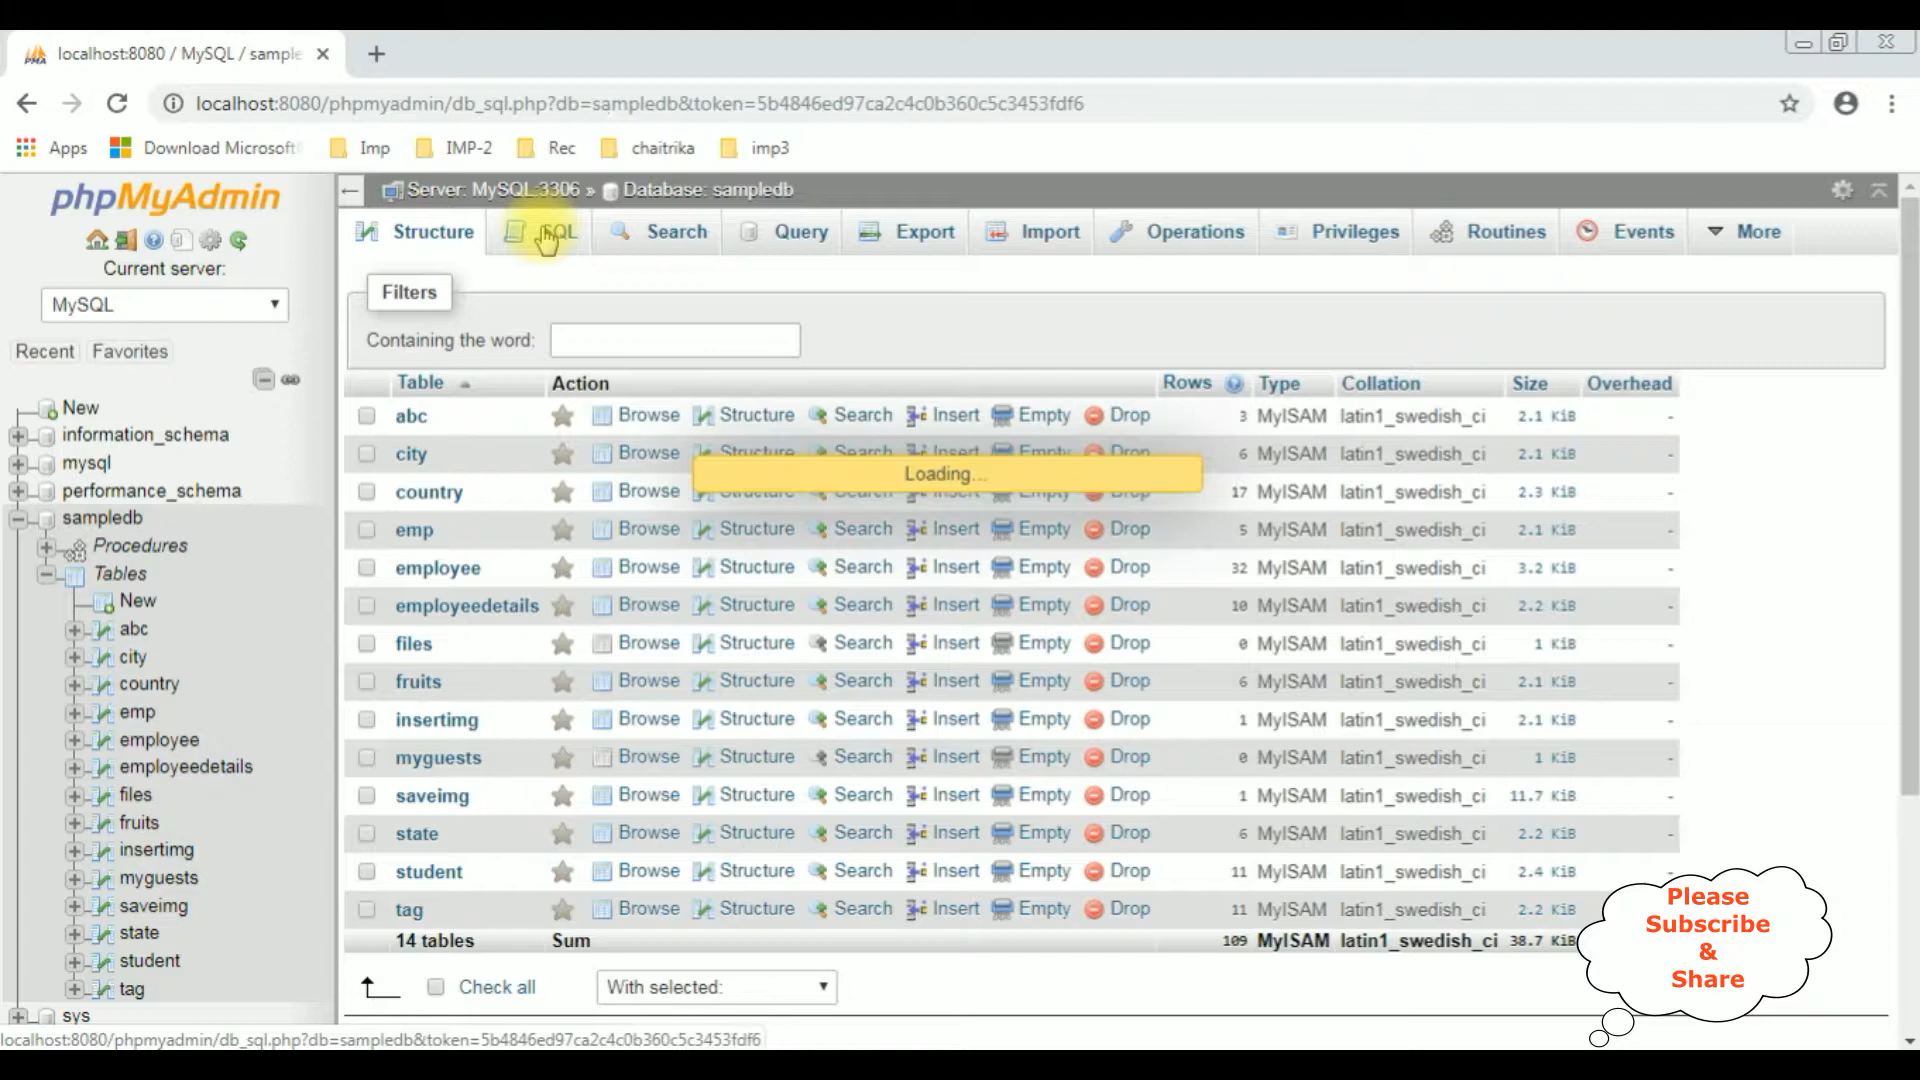 localhost:8080 / MySQL / sample
localhost:8080/phpmyadmin/db_sql.php?db=sampledb&token=5b4846ed97ca2c4c0b360c5c3453fdf6
Apps Download Microsoft Imp IMP-2 Rec chaitrika imp3
phpMyAdmin
Current server:
MySQL
Recent Favorites
New
information_schema
mysql
performance_schema
sampledb
Procedures
Tables
New
abc
city
country
emp
employee
employeedetails
files
fruits
insertimg
myguests
saveimg
state
student
tag
sys
Server: MySQL:3306 » Database: sampledb
Structure SQL Search Query Export Import Operations Privileges Routines Events More
Filters
Containing the word:
Table Action Rows Type Collation Size Overhead
abc Browse Structure Search Insert Empty Drop 3 MyISAM latin1_swedish_ci 2.1 KiB -
city Browse Structure Search Insert Empty Drop 6 MyISAM latin1_swedish_ci 2.1 KiB -
Loading...
country Browse Structure Search Insert Empty Drop 17 MyISAM latin1_swedish_ci 2.3 KiB -
emp Browse Structure Search Insert Empty Drop 5 MyISAM latin1_swedish_ci 2.1 KiB -
employee Browse Structure Search Insert Empty Drop 32 MyISAM latin1_swedish_ci 3.2 KiB -
employeedetails Browse Structure Search Insert Empty Drop 10 MyISAM latin1_swedish_ci 2.2 KiB -
files Browse Structure Search Insert Empty Drop 0 MyISAM latin1_swedish_ci 1 KiB -
fruits Browse Structure Search Insert Empty Drop 6 MyISAM latin1_swedish_ci 2.1 KiB -
insertimg Browse Structure Search Insert Empty Drop 1 MyISAM latin1_swedish_ci 2.1 KiB -
myguests Browse Structure Search Insert Empty Drop 0 MyISAM latin1_swedish_ci 1 KiB -
saveimg Browse Structure Search Insert Empty Drop 1 MyISAM latin1_swedish_ci 11.7 KiB -
state Browse Structure Search Insert Empty Drop 6 MyISAM latin1_swedish_ci 2.2 KiB -
student Browse Structure Search Insert Empty Drop 11 MyISAM latin1_swedish_ci 2.4 KiB -
tag Browse Structure Search Insert Empty Drop 11 MyISAM latin1_swedish_ci 2.2 KiB
14 tables Sum 109 MyISAM latin1_swedish_ci 38.7 KiB
Check all With selected:
Please
Subscribe
&
Share
localhost:8080/phpmyadmin/db_sql.php?db=sampledb&token=5b4846ed97ca2c4c0b360c5c3453fdf6